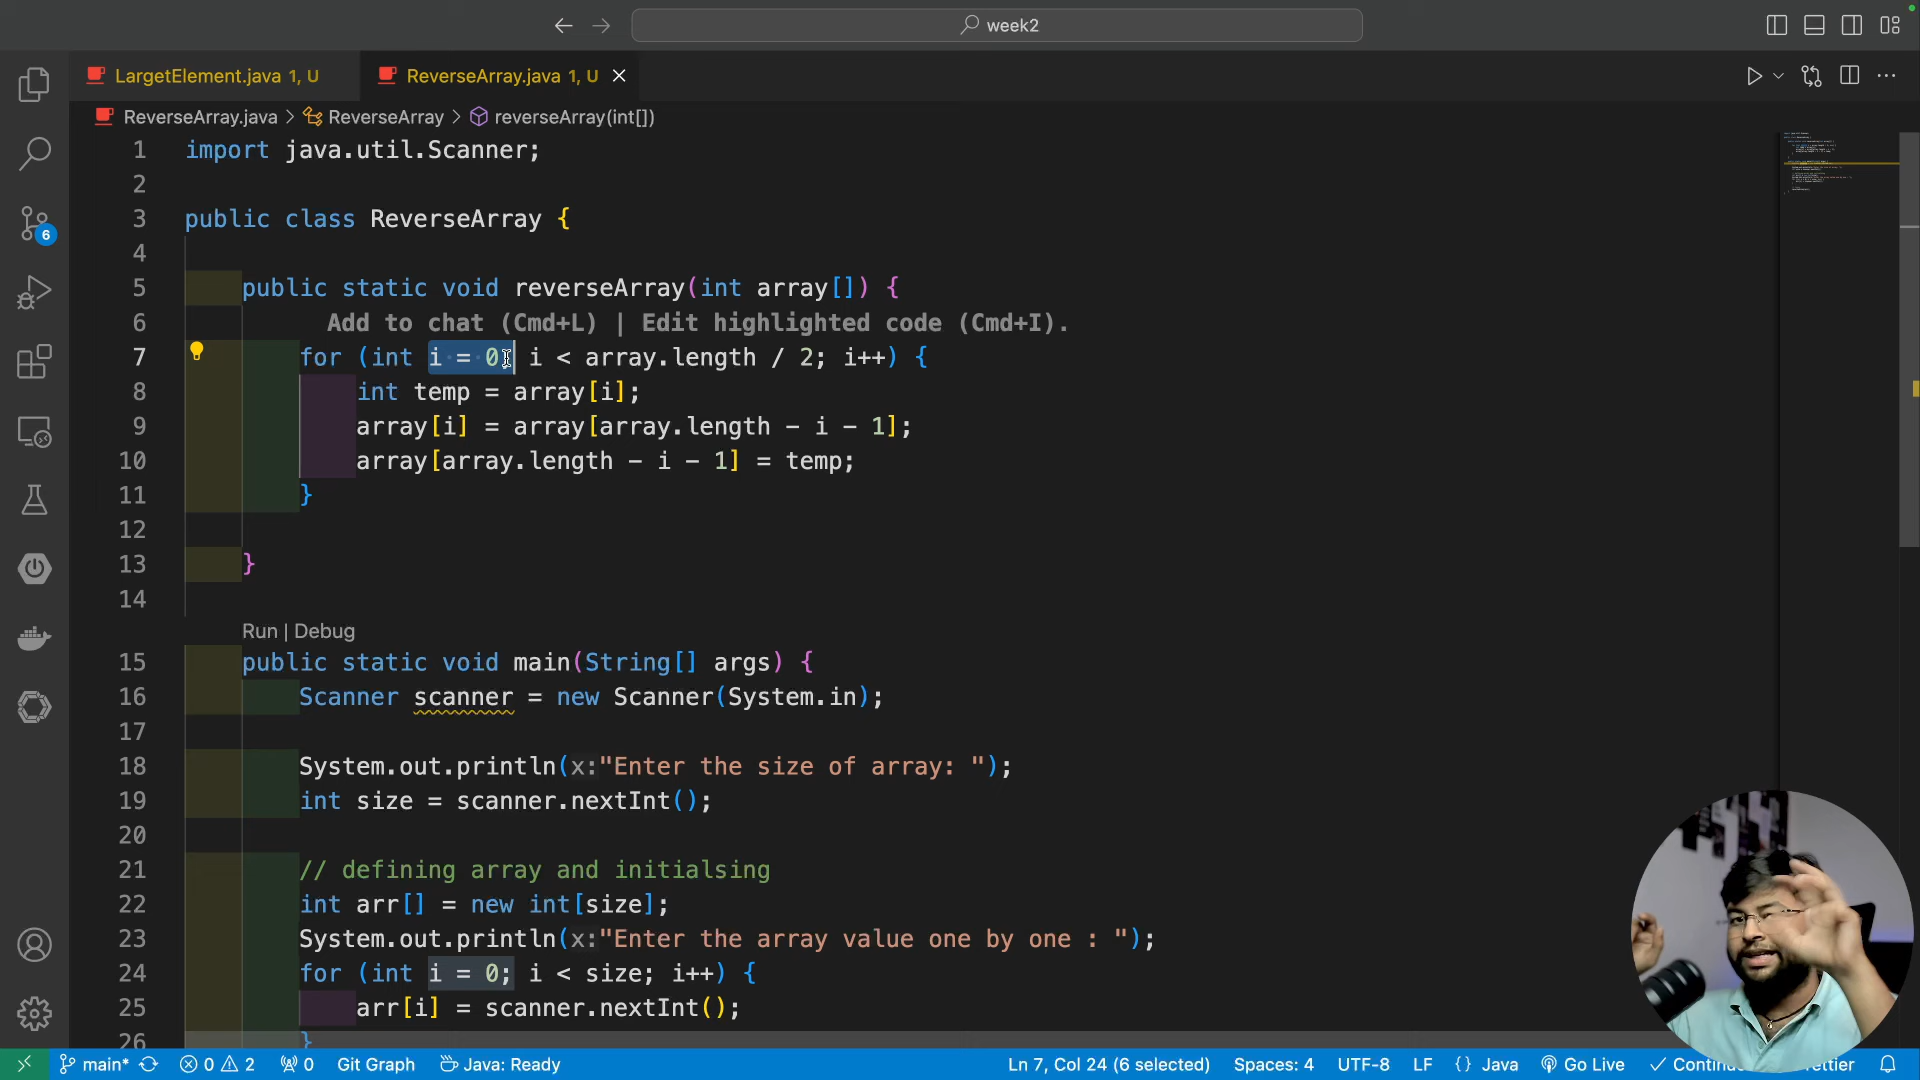 week2
LargetElement.java 1, U
ReverseArray.java 1, U
ReverseArray.java > ReverseArray > reverseArray(int[])
1 import java.util.Scanner;
2
3 public class ReverseArray {
4
5 public static void reverseArray(int array[]) {
6 Add to chat (Cmd+L) | Edit highlighted code (Cmd+I).
7 for (int i = 0; i < array.length / 2; i++) {
8 int temp = array[i];
9 array[i] = array[array.length - i - 1];
10 array[array.length - i - 1] = temp;
11 }
12
13 }
14
Run | Debug
15 public static void main(String[] args) {
16 Scanner scanner = new Scanner(System.in);
17
18 System.out.println(x:"Enter the size of array: ");
19 int size = scanner.nextInt();
20
21 // defining array and initialsing
22 int arr[] = new int[size];
23 System.out.println(x:"Enter the array value one by one : ");
24 for (int i = 0; i < size; i++) {
25 arr[i] = scanner.nextInt();
26 }
6
main* 0 2 0 Git Graph Java: Ready Ln 7, Col 24 (6 selected) Spaces: 4 UTF-8 LF {} Java Go Live